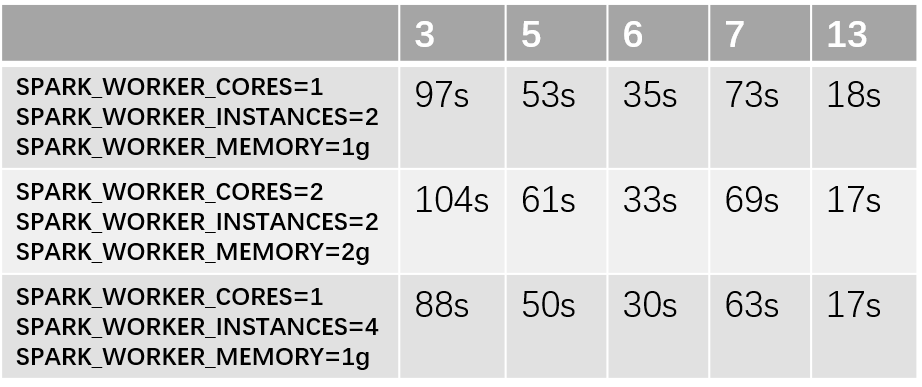 3 5 6 7 13
SPARK_WORKER_CORES=1
SPARK_WORKER_INSTANCES=2
SPARK_WORKER_MEMORY=1g
97s 53s 35s 73s 18s
SPARK_WORKER_CORES=2
SPARK_WORKER_INSTANCES=2
SPARK_WORKER_MEMORY=2g
104s 61s 33s 69s 17s
SPARK_WORKER_CORES=1
SPARK_WORKER_INSTANCES=4
SPARK_WORKER_MEMORY=1g
88s 50s 30s 63s 17s